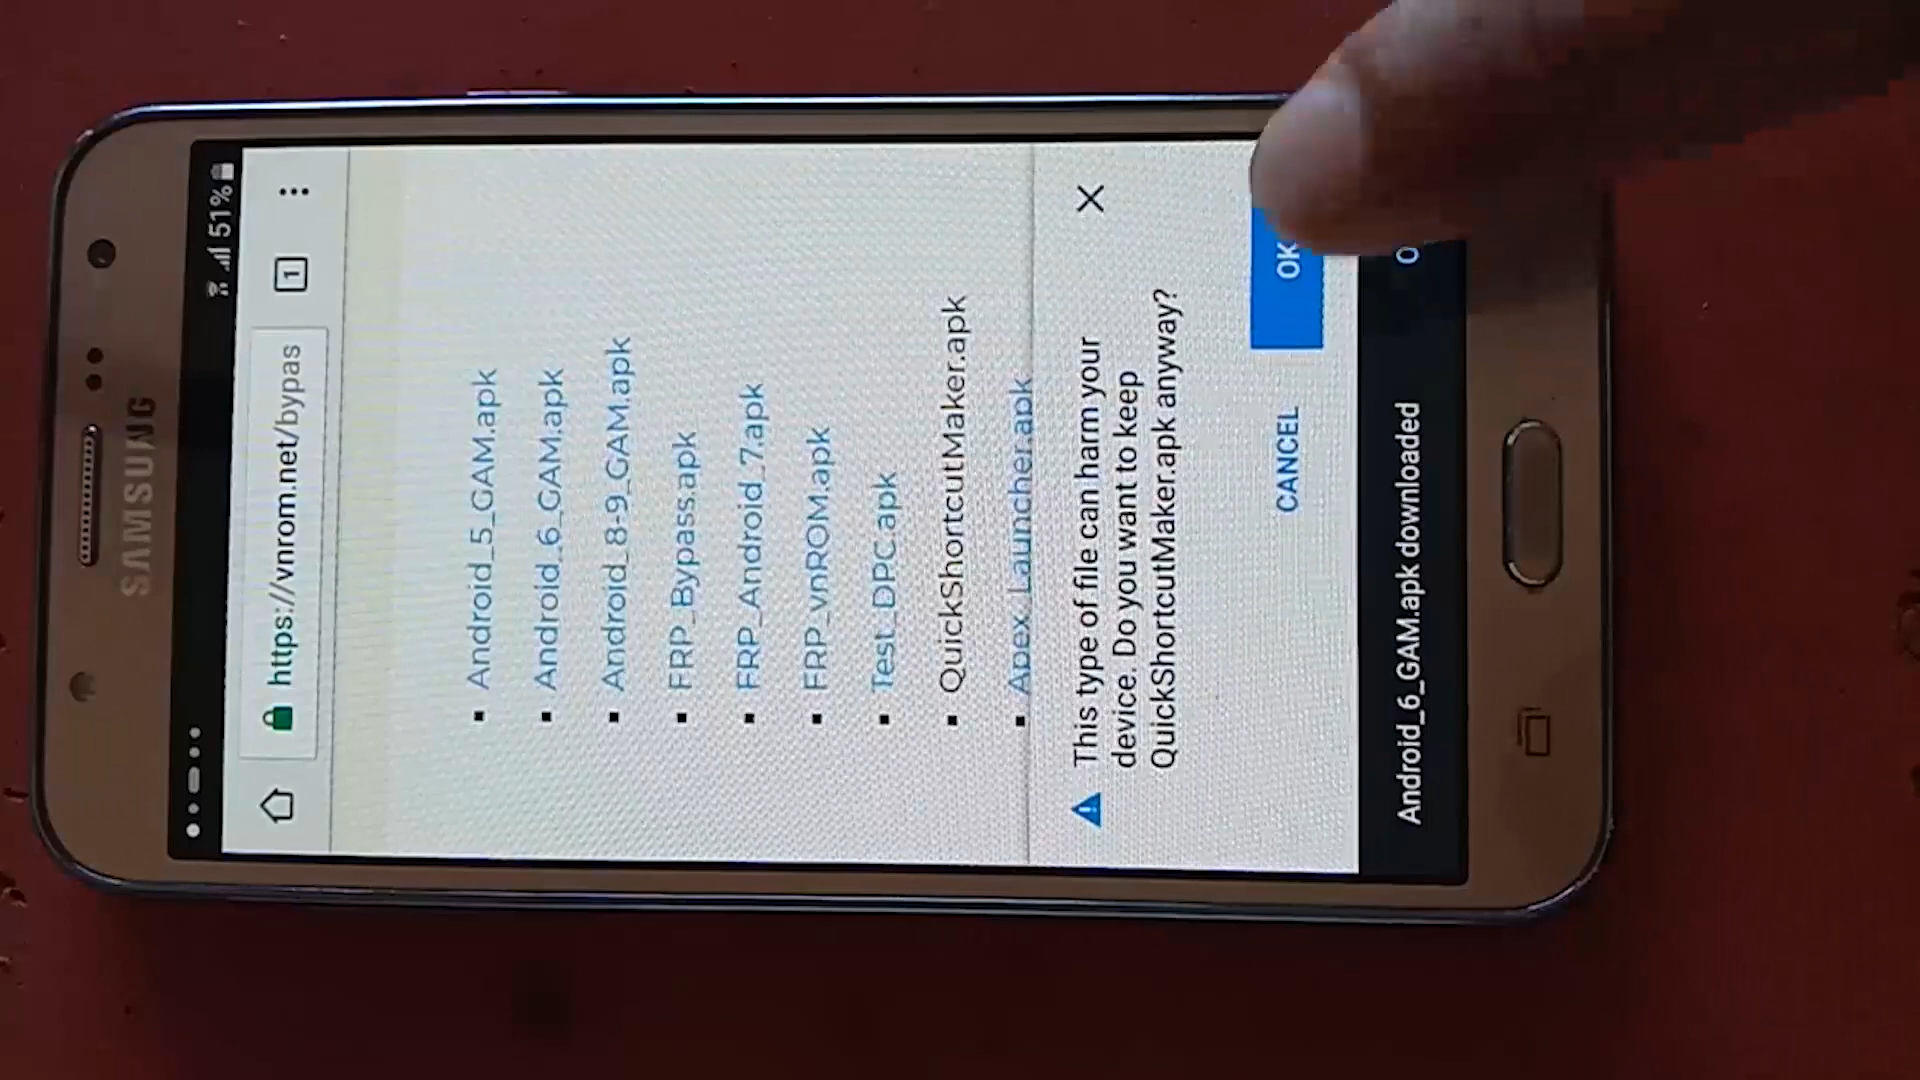 SAMSUNG
51%
https://vnrom.net/bypas
1
Android_5_GAM.apk
Android_6_GAM.apk
Android_8-9_GAM.apk
FRP_Bypass.apk
FRP_Android_7.apk
FRP_vnROM.apk
Test_DPC.apk
QuickShortcutMaker.apk
Apex_Launcher.apk
This type of file can harm your
device. Do you want to keep
QuickShortcutMaker.apk anyway?
CANCEL
OK
Android_6_GAM.apk downloaded
O